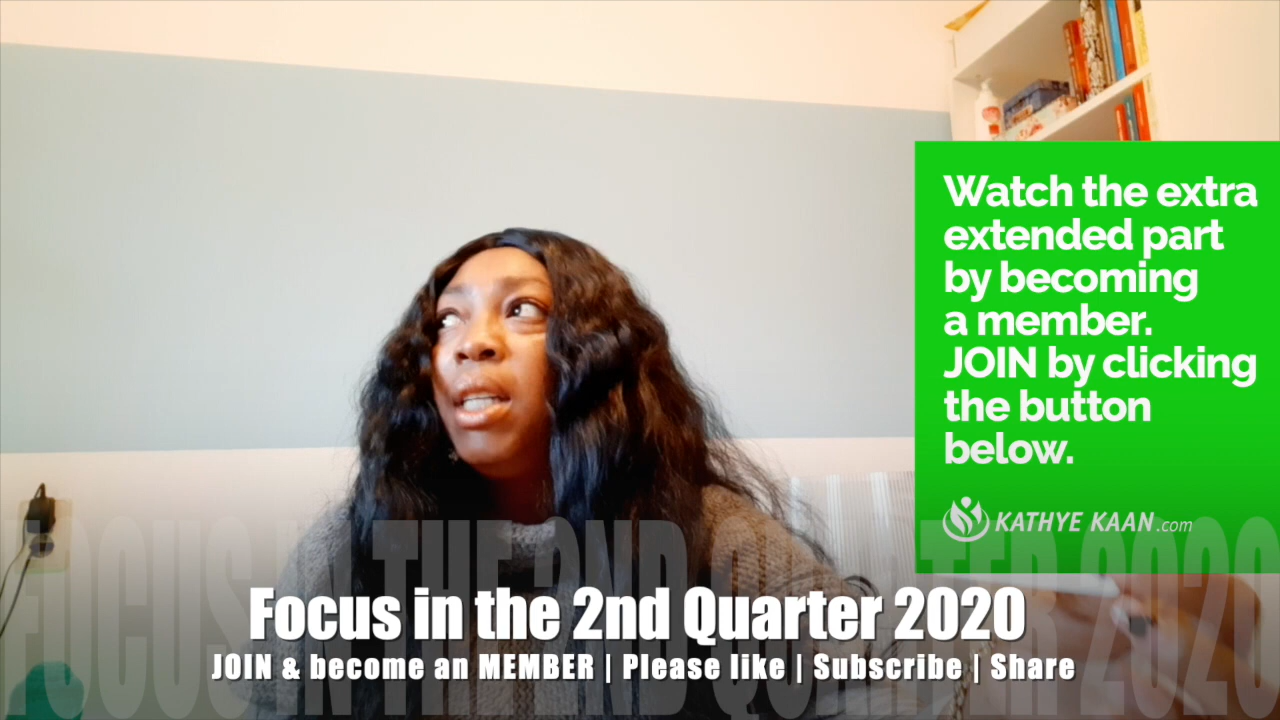 Watch the extra
extended part
by becoming
a member.
JOIN by clicking
the button
below.
KATHYE KAAN.com
FOCUS IN THE 2ND QUARTER 2020
Focus in the 2nd Quarter 2020
JOIN & become an MEMBER | Please like | Subscribe | Share